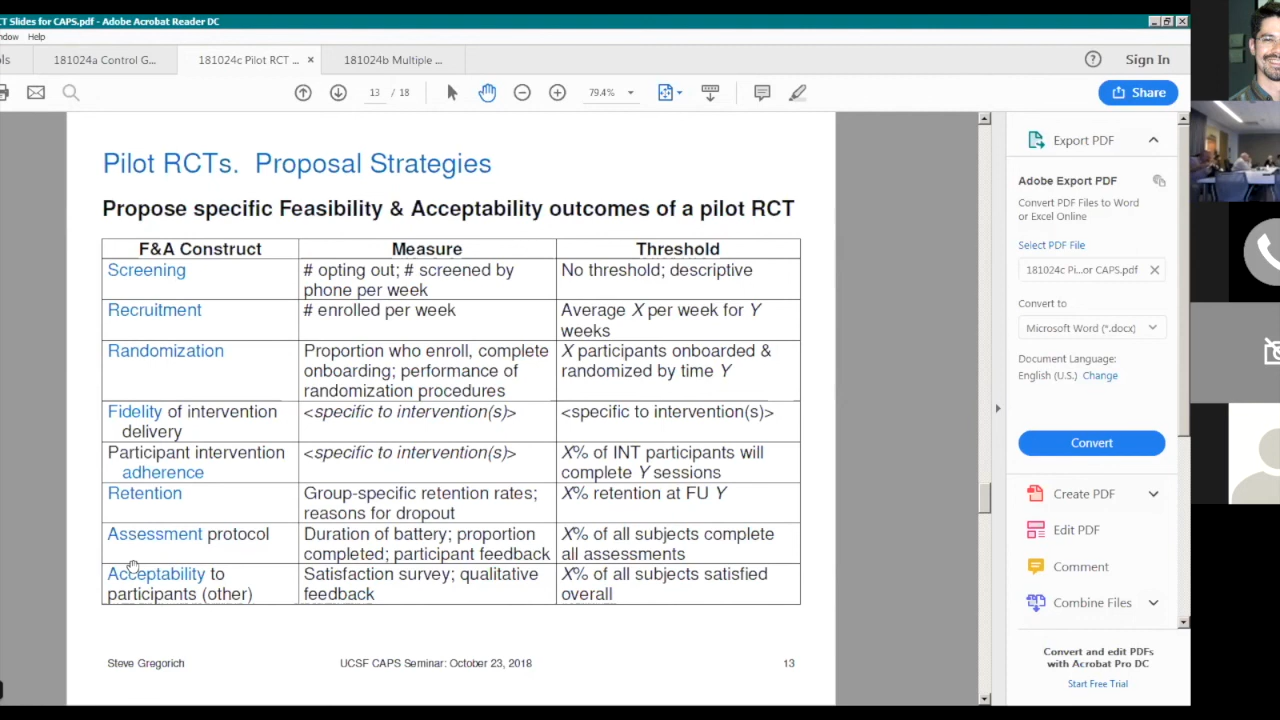 CT Slides for CAPS.pdf - Adobe Acrobat Reader DC
ndow Help
ols 181024a Control G... 181024c Pilot RCT ... × 181024b Multiple ... Sign In
13 / 18 79.4% Share
Pilot RCTs. Proposal Strategies
Propose specific Feasibility & Acceptability outcomes of a pilot RCT
F&A Construct Measure Threshold
Screening # opting out; # screened by No threshold; descriptive
phone per week
Recruitment # enrolled per week Average X per week for Y
weeks
Randomization Proportion who enroll, complete X participants onboarded &
onboarding; performance of randomized by time Y
randomization procedures
Fidelity of intervention <specific to intervention(s)> <specific to intervention(s)>
delivery
Participant intervention <specific to intervention(s)> X% of INT participants will
adherence complete Y sessions
Retention Group-specific retention rates; X% retention at FU Y
reasons for dropout
Assessment protocol Duration of battery; proportion X% of all subjects complete
completed; participant feedback all assessments
Acceptability to Satisfaction survey; qualitative X% of all subjects satisfied
participants (other) feedback overall
Steve Gregorich UCSF CAPS Seminar: October 23, 2018 13
Export PDF
Adobe Export PDF
Convert PDF Files to Word
or Excel Online
Select PDF File
181024c Pi...or CAPS.pdf
Convert to
Microsoft Word (*.docx)
Document Language:
English (U.S.) Change
Convert
Create PDF
Edit PDF
Comment
Combine Files
Convert and edit PDFs
with Acrobat Pro DC
Start Free Trial